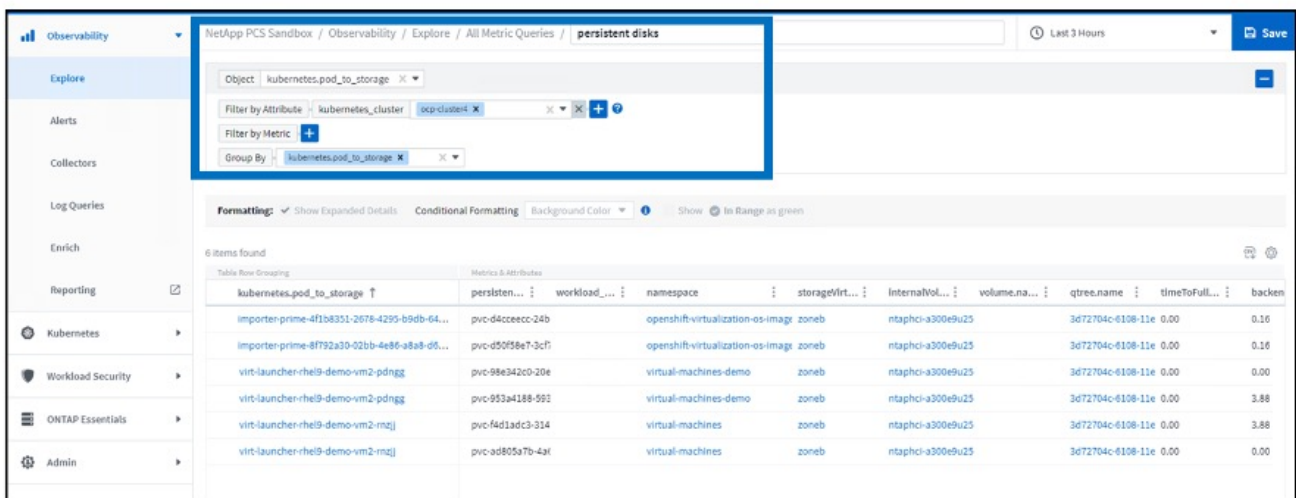 Observability
NetApp PCS Sandbox / Observability / Explore / All Metric Queries / persistent disks
Last 3 Hours
Save
Explore
Alerts
Collectors
Log Queries
Enrich
Reporting
Kubernetes
Workload Security
ONTAP Essentials
Admin
Object kubernetes.pod_to_storage
Filter by Attribute kubernetes_cluster ocp-cluster4
Filter by Metric
Group By kubernetes.pod_to_storage
Formatting: Show Expanded Details Conditional Formatting Background Color Show In Range as green
6 items found
Table Row Grouping Metrics & Attributes
kubernetes.pod_to_storage persisten... workload_... namespace storageVirt... internalVol... volume.na... qtree.name timeToFull... backen
importer-prime-4f1b8351-2678-4295-b9db-64... pvc-d4cceecc-24b openshift-virtualization-os-image zoneb ntaphci-a300e9u25 3d72704c-6108-11e 0.00 0.16
importer-prime-8f792a30-02bb-4e86-a8a8-d6... pvc-d50f58e7-3cf7 openshift-virtualization-os-image zoneb ntaphci-a300e9u25 3d72704c-6108-11e 0.00 0.16
virt-launcher-rhel9-demo-vm2-pdngg pvc-98e342c0-20e virtual-machines-demo zoneb ntaphci-a300e9u25 3d72704c-6108-11e 0.00 0.00
virt-launcher-rhel9-demo-vm2-pdngg pvc-953a4188-593 virtual-machines-demo zoneb ntaphci-a300e9u25 3d72704c-6108-11e 0.00 3.88
virt-launcher-rhel9-demo-vm2-rnzjj pvc-f4d1adc3-314 virtual-machines zoneb ntaphci-a300e9u25 3d72704c-6108-11e 0.00 3.88
virt-launcher-rhel9-demo-vm2-rnzjj pvc-ad805a7b-4a virtual-machines zoneb ntaphci-a300e9u25 3d72704c-6108-11e 0.00 0.00